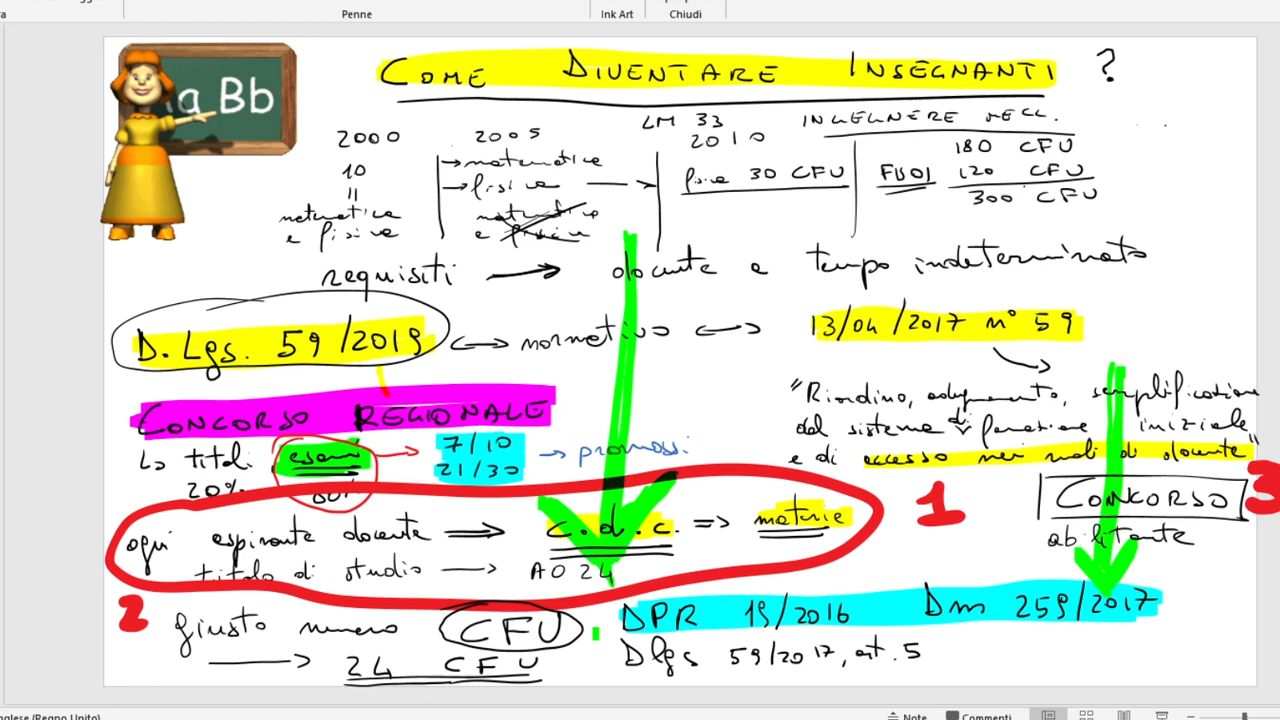 Penne
Ink Art
Chiudi
a Bb
COME DIVENTARE INSEGNANTI ?
LM 33 INGEGNERE MECC.
2000 2005 2010
180 CFU
10 → matematica
→ fisica → fisica 30 CFU FU01 120 CFU
300 CFU
matematica e fisica
matematica e fisica
requisiti → docente a tempo indeterminato
D.Lgs. 59/2019 ↔ normativo ↔ 13/04/2017 n° 59
CONCORSO REGIONALE
"Riordino, adeguamento, semplificazione
del sistema di formazione iniziale
e di accesso nei ruoli di docente"
↳ titoli esami → 7/10
21/30 → promossi
20%
1
CONCORSO 3
abilitante
ogni aspirante docente ⇒ c.d.c. ⇒ materie
titolo di studio → A024
2
giusto numero CFU
→ 24 CFU
DPR 19/2016 Dm 259/2017
Dlgs 59/2017, art. 5
nglese (Regno Unito)
Note
Commenti